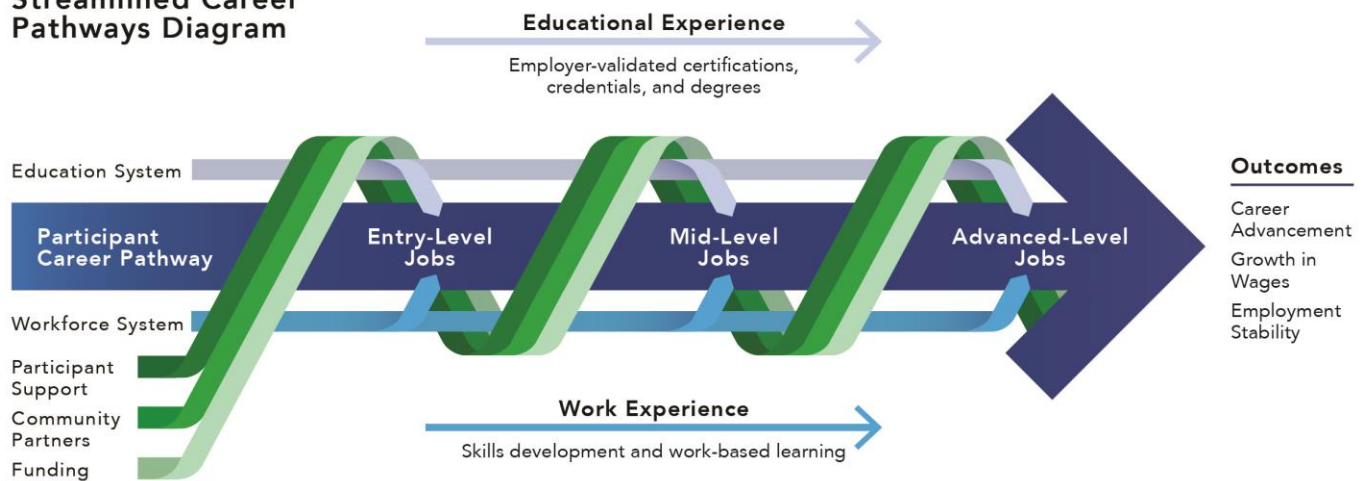 Streamlined Career
Pathways Diagram
Educational Experience
Employer-validated certifications,
credentials, and degrees
Education System
Participant
Career Pathway
Entry-Level
Jobs
Mid-Level
Jobs
Advanced-Level
Jobs
Workforce System
Participant
Support
Community
Partners
Funding
Work Experience
Skills development and work-based learning
Outcomes
Career
Advancement
Growth in
Wages
Employment
Stability